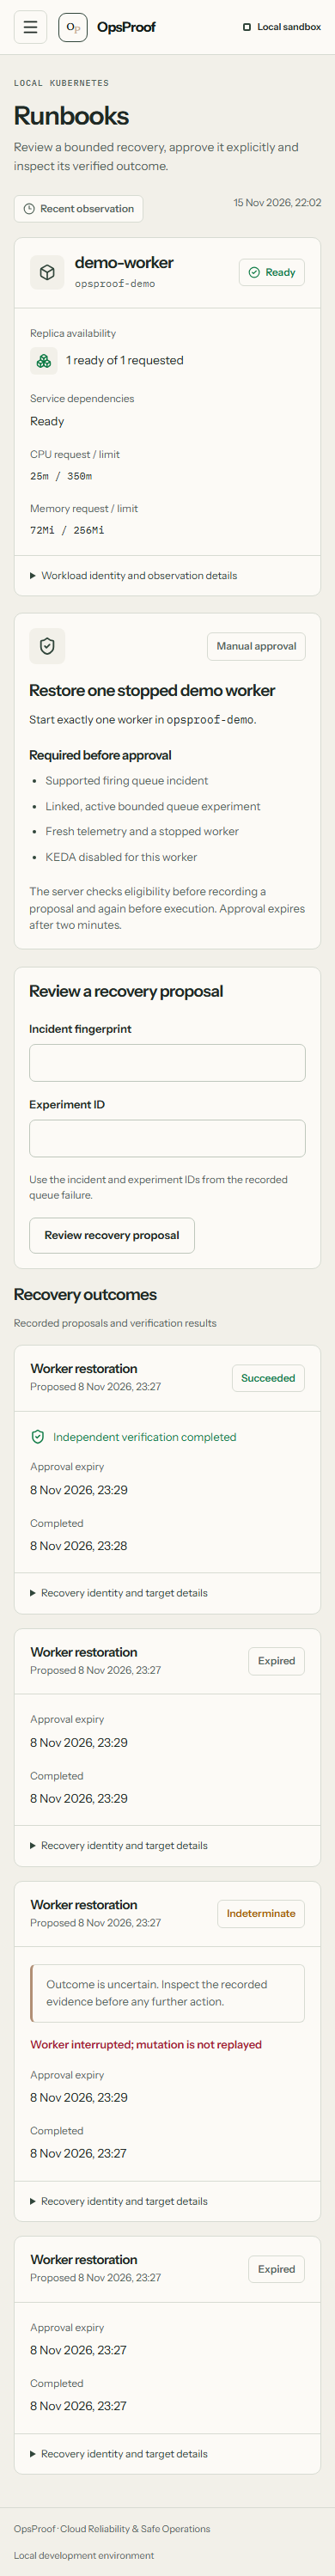 Op OpsProof Local sandbox
LOCAL KUBERNETES
Runbooks
Review a bounded recovery, approve it explicitly and
inspect its verified outcome.
Recent observation 15 Nov 2026, 22:02
demo-worker
opsproof-demo
Ready
Replica availability
1 ready of 1 requested
Service dependencies
Ready
CPU request / limit
25m / 350m
Memory request / limit
72Mi / 256Mi
Workload identity and observation details
Manual approval
Restore one stopped demo worker
Start exactly one worker in opsproof-demo.
Required before approval
• Supported firing queue incident
• Linked, active bounded queue experiment
• Fresh telemetry and a stopped worker
• KEDA disabled for this worker
The server checks eligibility before recording a
proposal and again before execution. Approval expires
after two minutes.
Review a recovery proposal
Incident fingerprint
Experiment ID
Use the incident and experiment IDs from the recorded
queue failure.
Review recovery proposal
Recovery outcomes
Recorded proposals and verification results
Worker restoration
Proposed 8 Nov 2026, 23:27
Succeeded
Independent verification completed
Approval expiry
8 Nov 2026, 23:29
Completed
8 Nov 2026, 23:28
Recovery identity and target details
Worker restoration
Proposed 8 Nov 2026, 23:27
Expired
Approval expiry
8 Nov 2026, 23:29
Completed
8 Nov 2026, 23:29
Recovery identity and target details
Worker restoration
Proposed 8 Nov 2026, 23:27
Indeterminate
Outcome is uncertain. Inspect the recorded
evidence before any further action.
Worker interrupted; mutation is not replayed
Approval expiry
8 Nov 2026, 23:29
Completed
8 Nov 2026, 23:27
Recovery identity and target details
Worker restoration
Proposed 8 Nov 2026, 23:27
Expired
Approval expiry
8 Nov 2026, 23:27
Completed
8 Nov 2026, 23:27
Recovery identity and target details
OpsProof · Cloud Reliability & Safe Operations
Local development environment